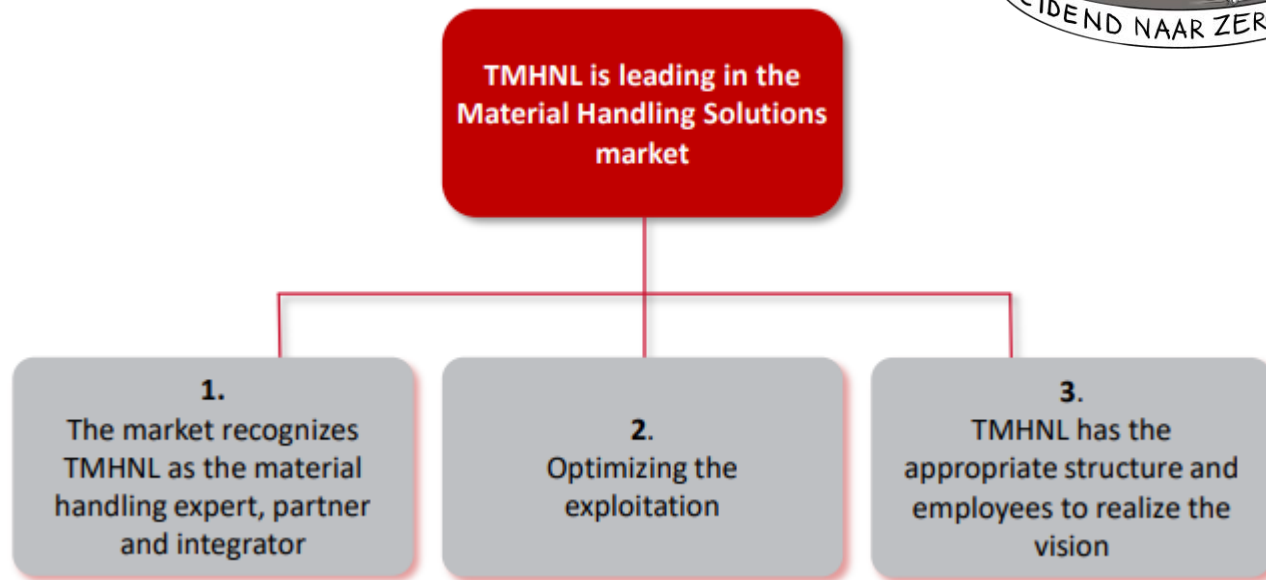 NAAR
TMHNL is leading in the
Material Handling Solutions
market
1.
The market recognizes
TMHNL as the material
handling expert, partner
and integrator
2.
Optimizing the
exploitation
3.
TMHNL has the
appropriate structure and
employees to realize the
vision